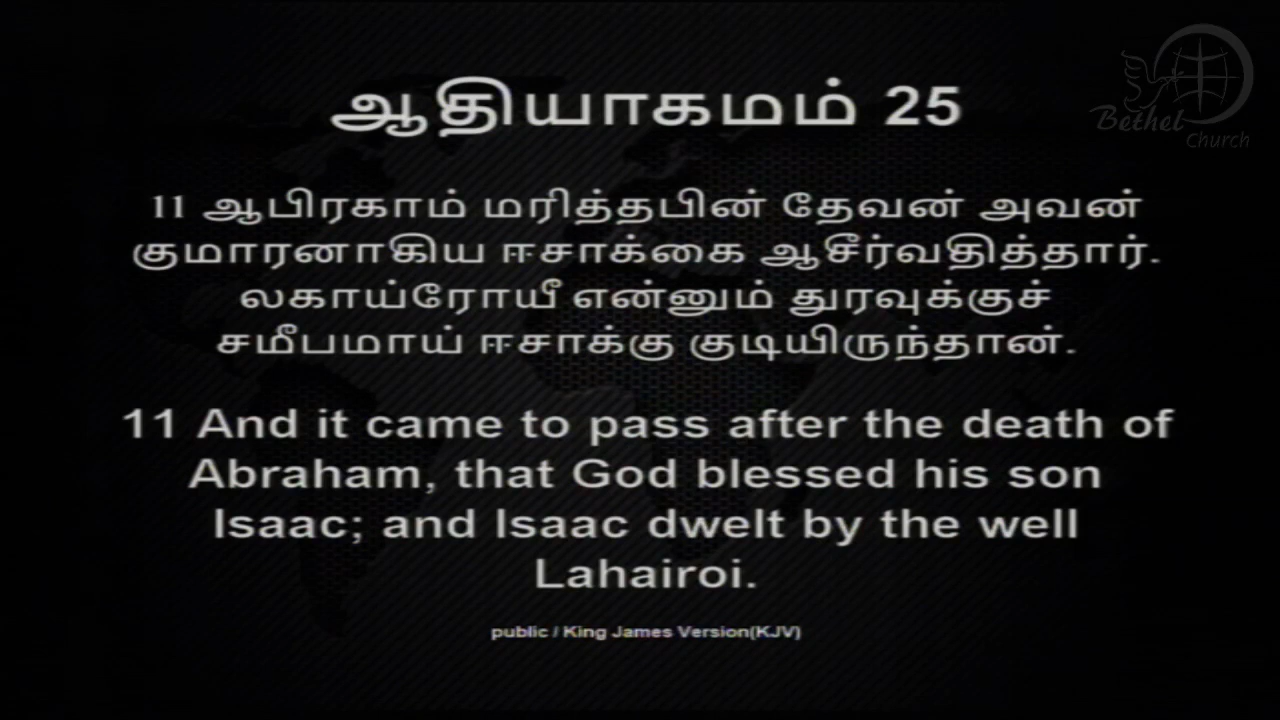 Bethel
Church
ஆதியாகமம் 25
11 ஆபிரகாம் மரித்தபின் தேவன் அவன்
குமாரனாகிய ஈசாக்கை ஆசீர்வதித்தார்.
லகாய்ரோயீ என்னும் துரவுக்குச்
சமீபமாய் ஈசாக்கு குடியிருந்தான்.
11 And it came to pass after the death of
Abraham, that God blessed his son
Isaac; and Isaac dwelt by the well
Lahairoi.
public / King James Version(KJV)